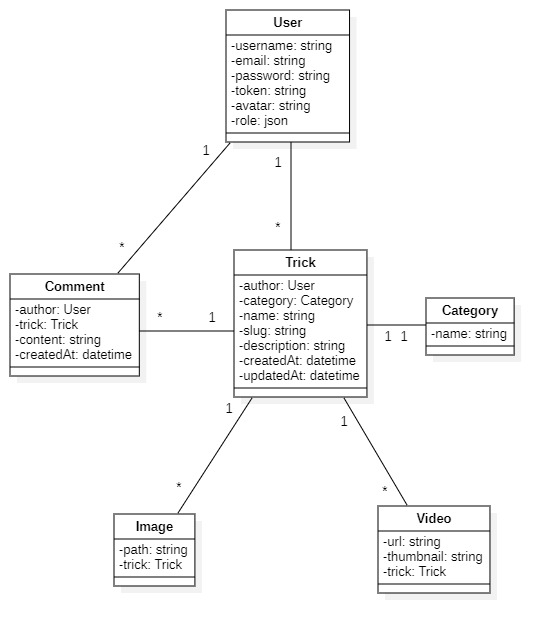 User
-username: string
-email: string
-password: string
-token: string
-avatar: string
-role: json
1
1
*
*
Trick
-author: User
-category: Category
-name: string
-slug: string
-description: string
-createdAt: datetime
-updatedAt: datetime
Comment
-author: User
-trick: Trick
-content: string
-createdAt: datetime
*
1
Category
-name: string
1 1
1
1
*
*
Image
-path: string
-trick: Trick
Video
-url: string
-thumbnail: string
-trick: Trick